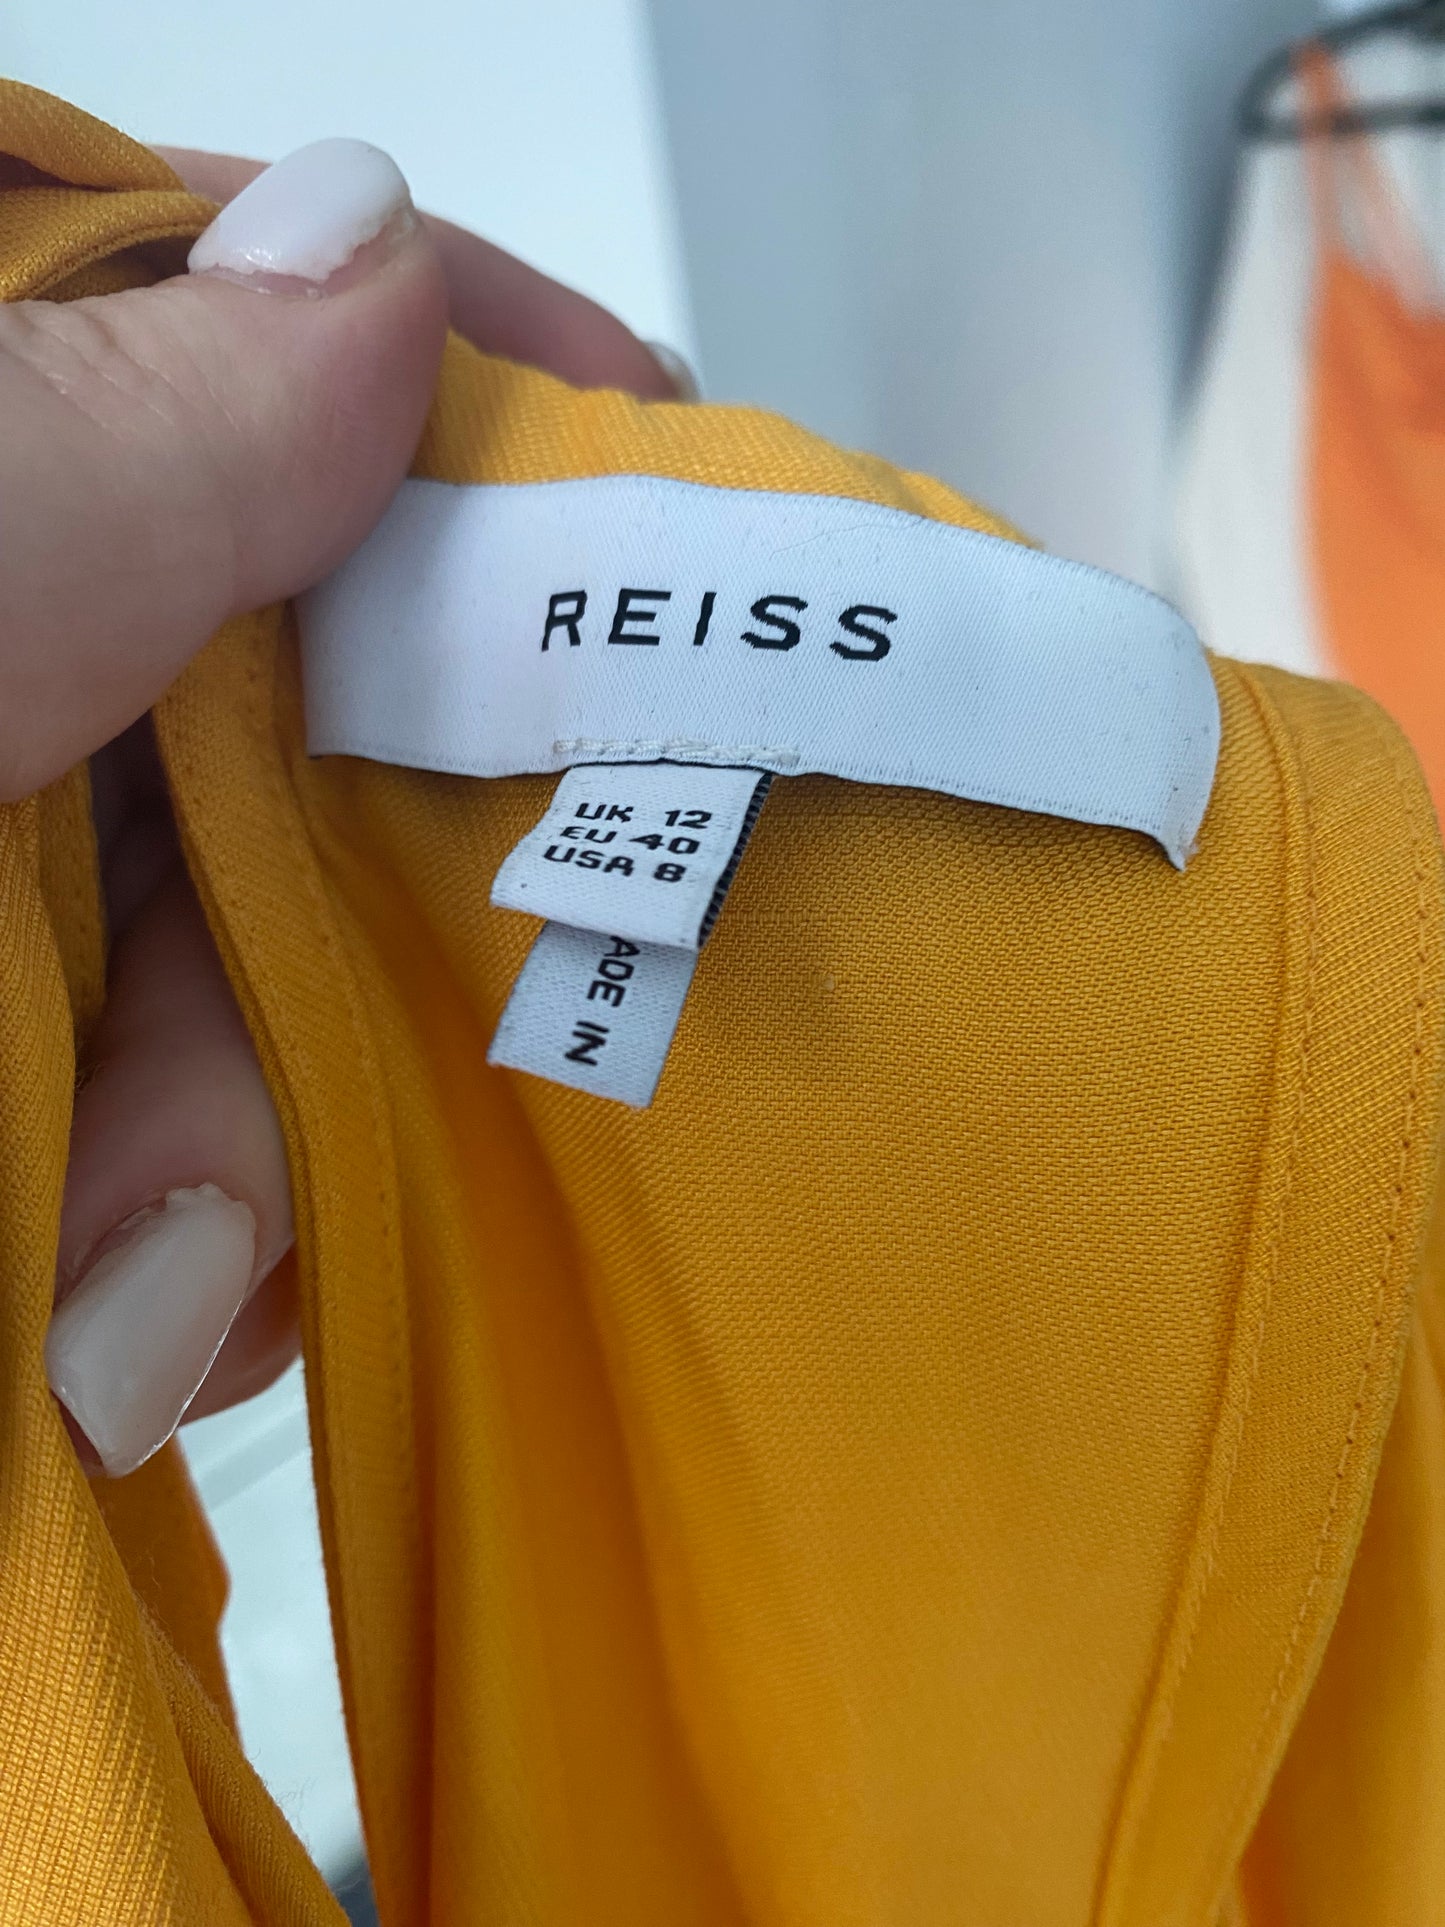 REISS
UK 12
EU 40
USA 8
ADE IN